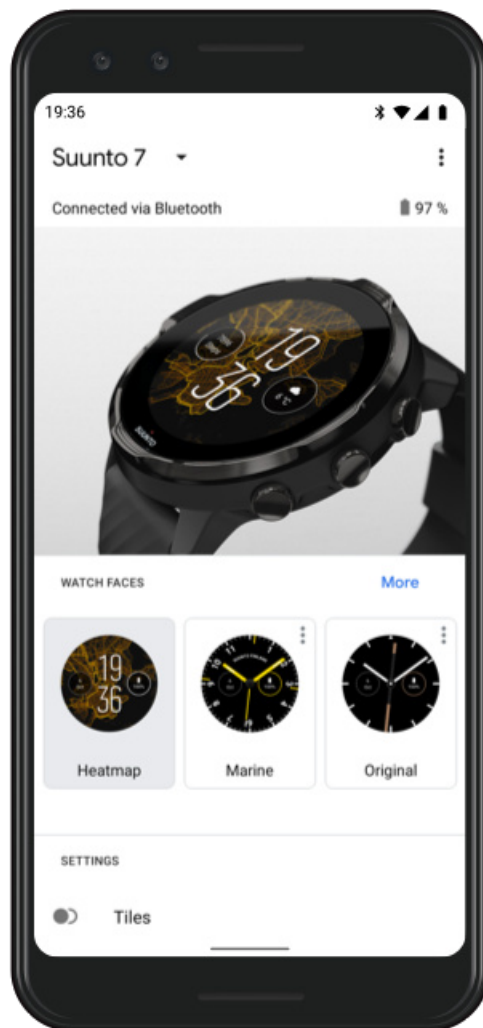 19:36
Suunto 7
Connected via Bluetooth
97 %
19
36
SUUNTO
WATCH FACES
More
19
36
Heatmap
Marine
Original
SETTINGS
Tiles